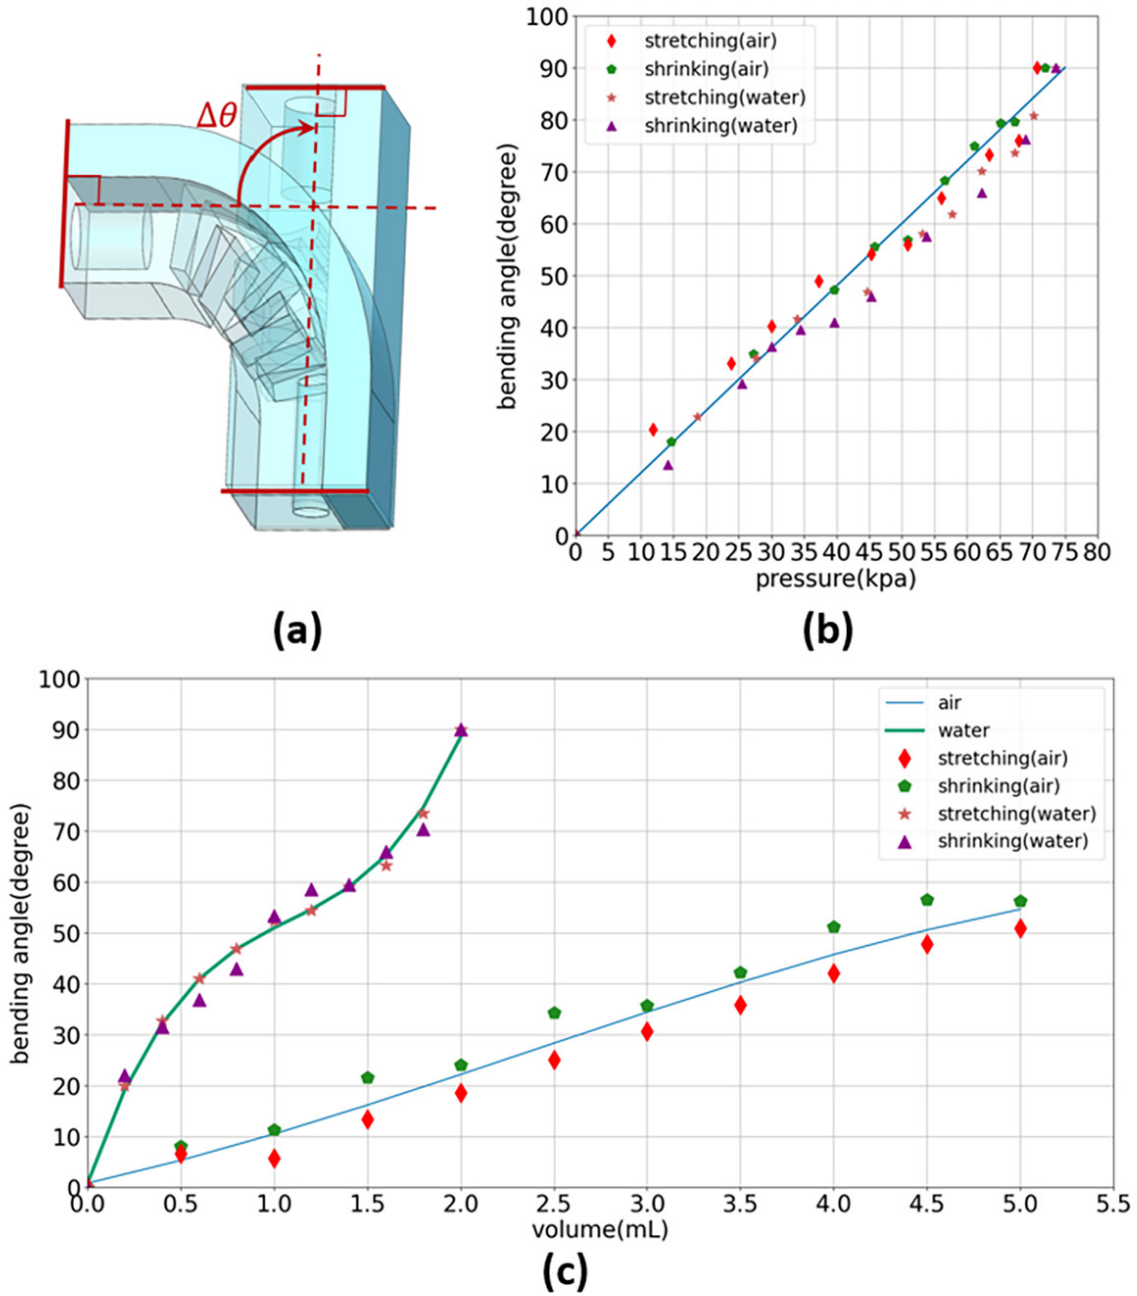 Δθ
stretching(air)
shrinking(air)
stretching(water)
shrinking(water)
100
90
80
70
60
50
40
30
20
10
0
bending angle(degree)
0 5 10 15 20 25 30 35 40 45 50 55 60 65 70 75 80
pressure(kpa)
(a)
(b)
air
water
stretching(air)
shrinking(air)
stretching(water)
shrinking(water)
100
90
80
70
60
50
40
30
20
10
0
bending angle(degree)
0.0 0.5 1.0 1.5 2.0 2.5 3.0 3.5 4.0 4.5 5.0 5.5
volume(mL)
(c)